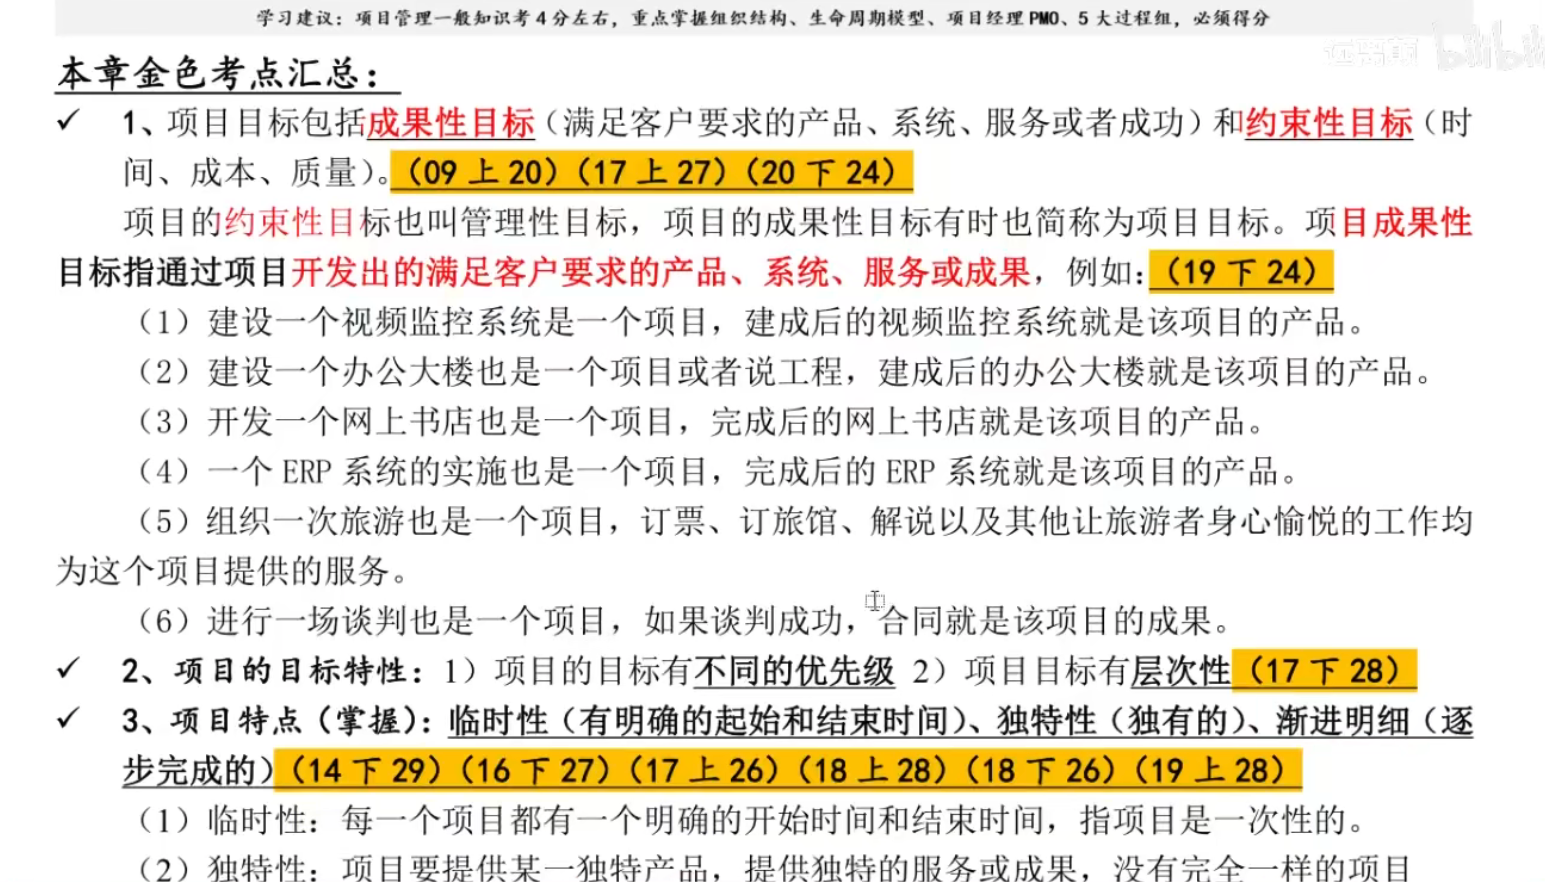 学习建议：项目管理一般知识考 4 分左右，重点掌握组织结构、生命周期模型、项目经理 PMO、5 大过程组，必须得分
bilibili
本章金色考点汇总：
✓ 1、项目目标包括成果性目标（满足客户要求的产品、系统、服务或者成功）和约束性目标（时
间、成本、质量）。（09 上 20）（17 上 27）（20 下 24）
项目的约束性目标也叫管理性目标，项目的成果性目标有时也简称为项目目标。项目成果性
目标指通过项目开发出的满足客户要求的产品、系统、服务或成果，例如：（19 下 24）
（1）建设一个视频监控系统是一个项目，建成后的视频监控系统就是该项目的产品。
（2）建设一个办公大楼也是一个项目或者说工程，建成后的办公大楼就是该项目的产品。
（3）开发一个网上书店也是一个项目，完成后的网上书店就是该项目的产品。
（4）一个 ERP 系统的实施也是一个项目，完成后的 ERP 系统就是该项目的产品。
（5）组织一次旅游也是一个项目，订票、订旅馆、解说以及其他让旅游者身心愉悦的工作均
为这个项目提供的服务。
（6）进行一场谈判也是一个项目，如果谈判成功，合同就是该项目的成果。
✓ 2、项目的目标特性：1）项目的目标有不同的优先级 2）项目目标有层次性（17 下 28）
✓ 3、项目特点（掌握）：临时性（有明确的起始和结束时间）、独特性（独有的）、渐进明细（逐
步完成的）（14 下 29）（16 下 27）（17 上 26）（18 上 28）（18 下 26）（19 上 28）
（1）临时性：每一个项目都有一个明确的开始时间和结束时间，指项目是一次性的。
（2）独特性：项目要提供某一独特产品，提供独特的服务或成果，没有完全一样的项目